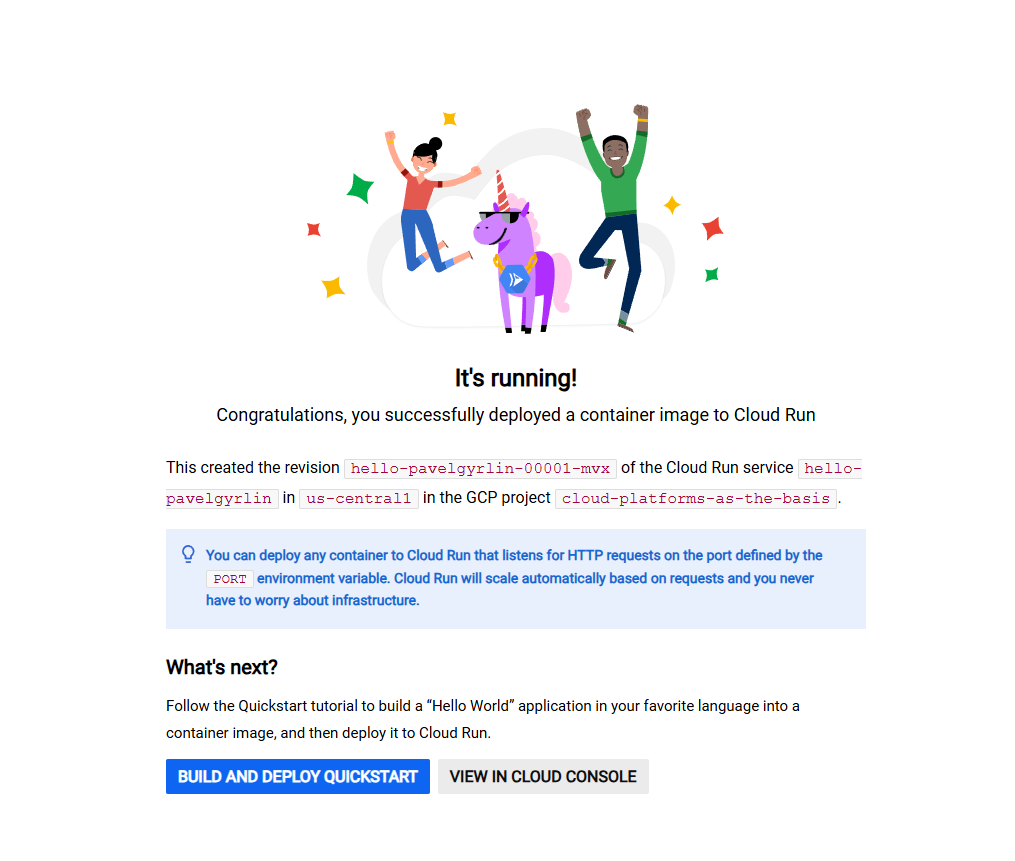 It's running!
Congratulations, you successfully deployed a container image to Cloud Run
This created the revision hello-pavelgyrlin-00001-mvx of the Cloud Run service hello-
pavelgyrlin in us-central1 in the GCP project cloud-platforms-as-the-basis.
You can deploy any container to Cloud Run that listens for HTTP requests on the port defined by the
PORT environment variable. Cloud Run will scale automatically based on requests and you never
have to worry about infrastructure.
What's next?
Follow the Quickstart tutorial to build a “Hello World” application in your favorite language into a
container image, and then deploy it to Cloud Run.
BUILD AND DEPLOY QUICKSTART VIEW IN CLOUD CONSOLE